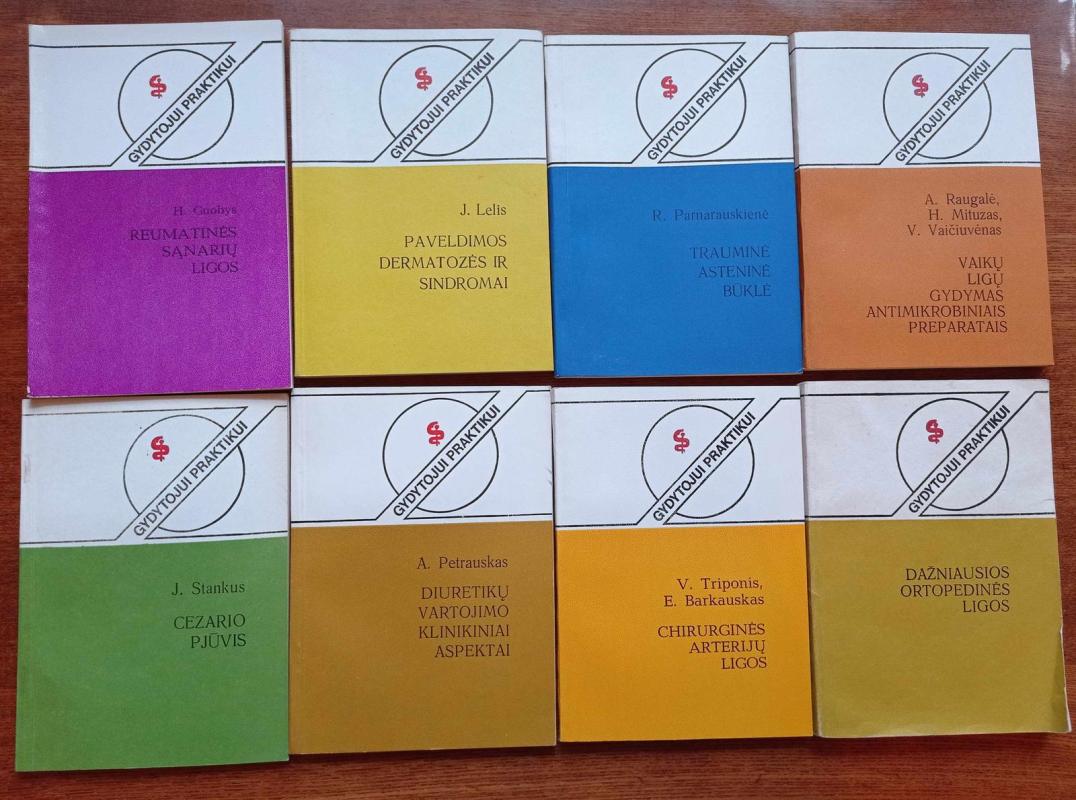 GYDYTOJUI PRAKTIKUI
H. Guobys
REUMATINĖS
SĄNARIŲ
LIGOS
GYDYTOJUI PRAKTIKUI
J. Lelis
PAVELDIMOS
DERMATOZĖS IR
SINDROMAI
GYDYTOJUI PRAKTIKUI
R. Parnarauskienė
TRAUMINĖ
ASTENINĖ
BŪKLĖ
GYDYTOJUI PRAKTIKUI
A. Raugalė,
H. Mituzas,
V. Vaičiuvėnas
VAIKŲ
LIGŲ
GYDYMAS
ANTIMIKROBINIAIS
PREPARATAIS
GYDYTOJUI PRAKTIKUI
J. Stankus
CEZARIO
PJŪVIS
GYDYTOJUI PRAKTIKUI
A. Petrauskas
DIURETIKŲ
VARTOJIMO
KLINIKINIAI
ASPEKTAI
GYDYTOJUI PRAKTIKUI
V. Triponis,
E. Barkauskas
CHIRURGINĖS
ARTERIJŲ
LIGOS
GYDYTOJUI PRAKTIKUI
DAŽNIAUSIOS
ORTOPEDINĖS
LIGOS